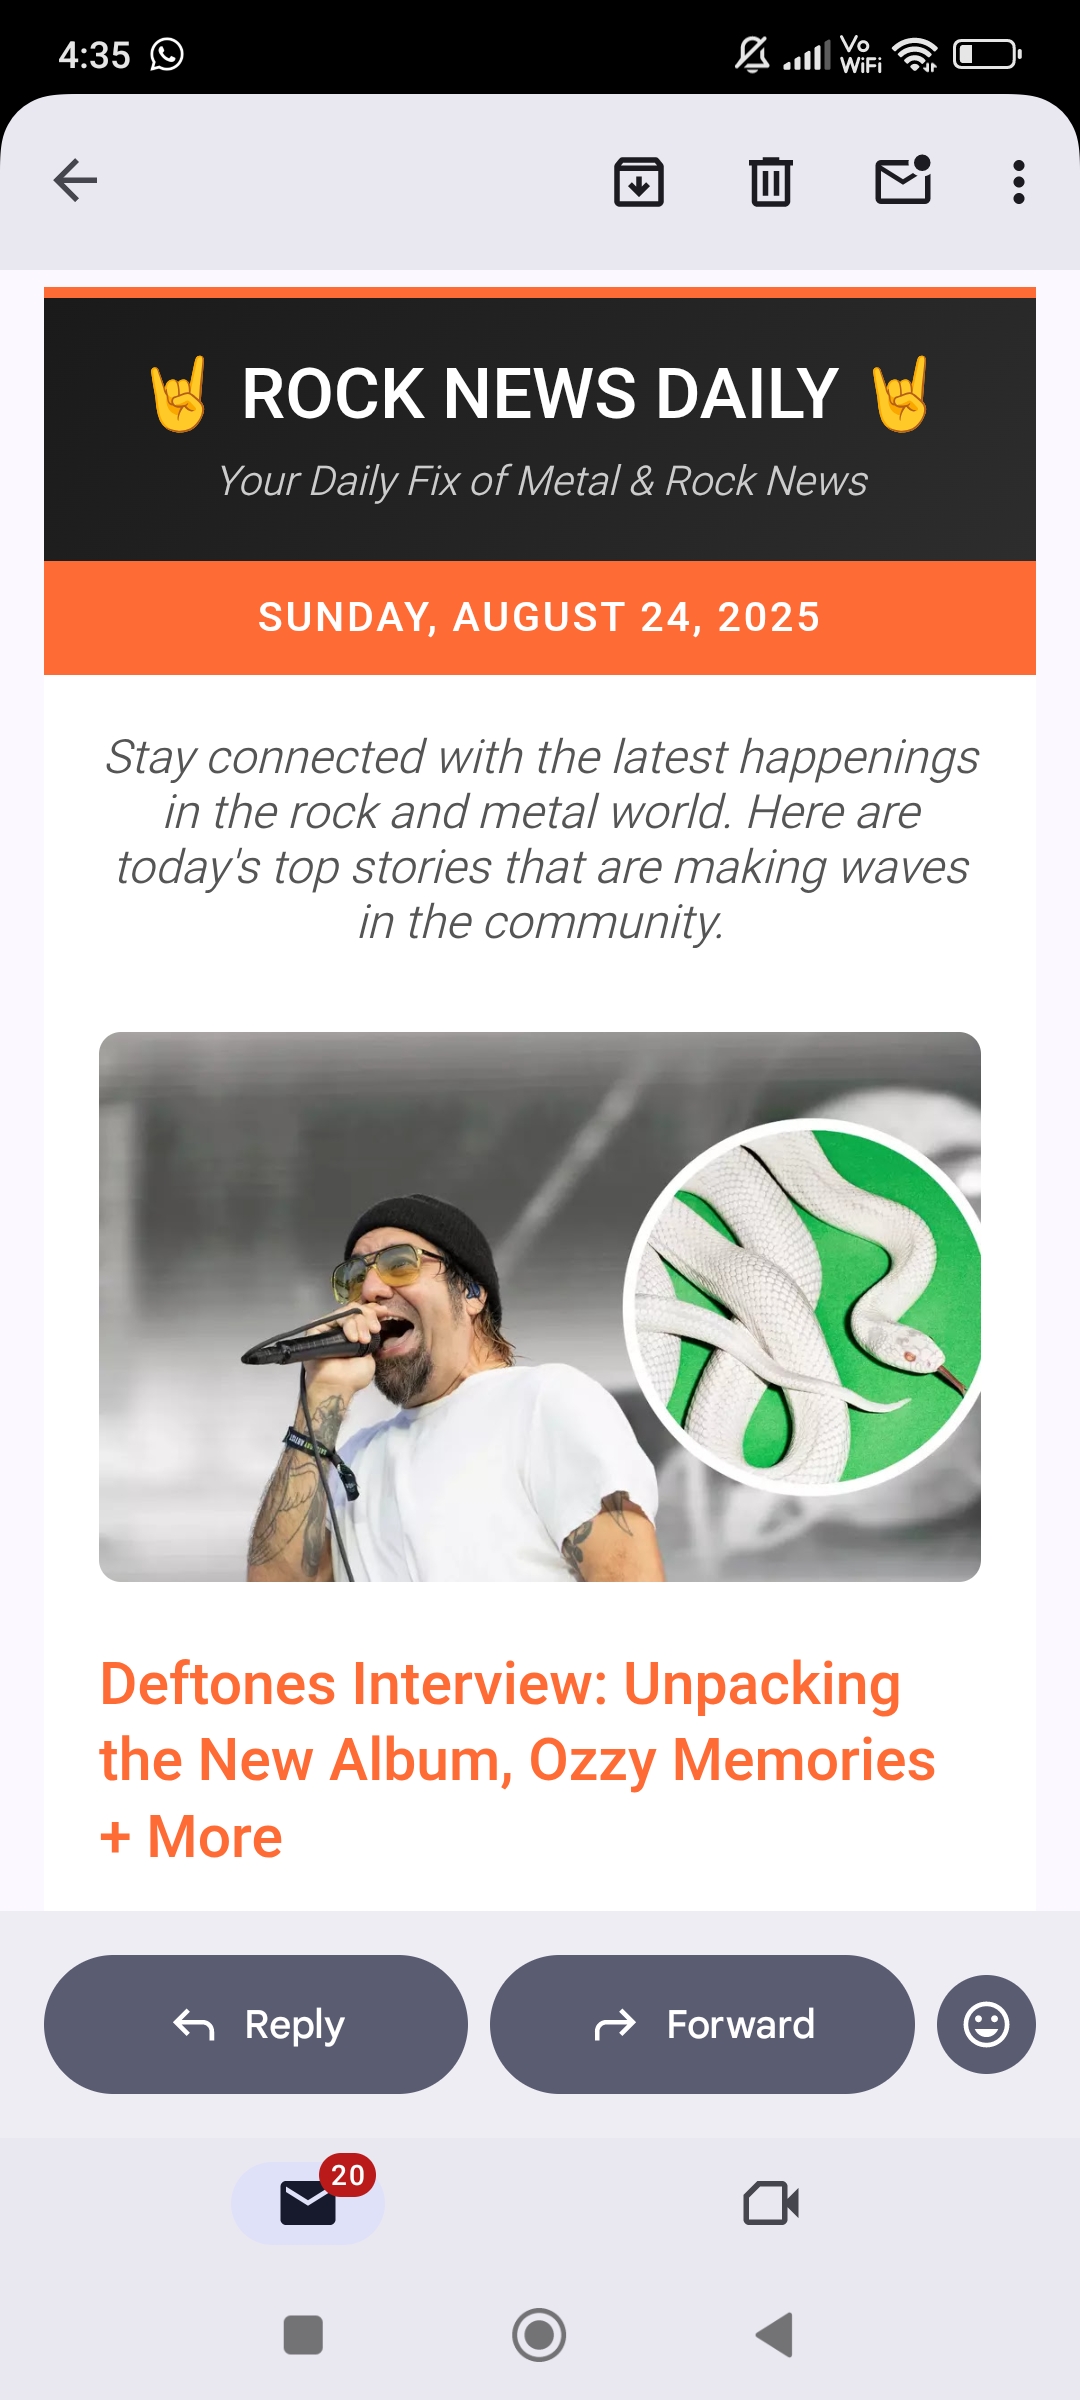 4:35
Vo
WiFi
🤘 ROCK NEWS DAILY 🤘
Your Daily Fix of Metal & Rock News
SUNDAY, AUGUST 24, 2025
Stay connected with the latest happenings
in the rock and metal world. Here are
today's top stories that are making waves
in the community.
Deftones Interview: Unpacking
the New Album, Ozzy Memories
+ More
Reply
Forward
20